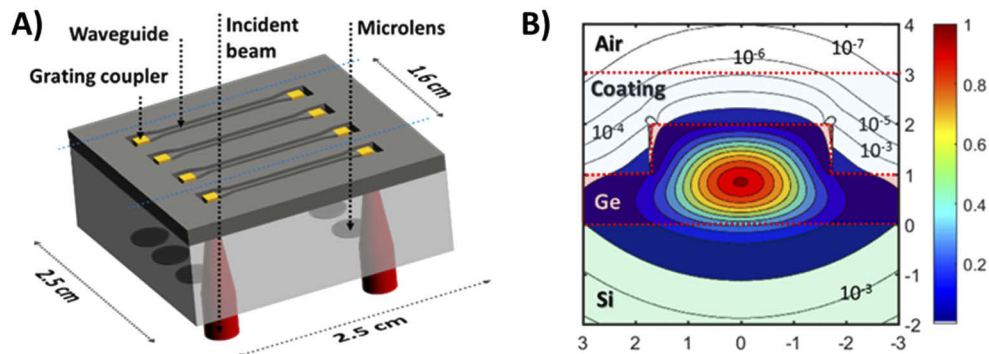 A)
Waveguide
Grating coupler
Incident
beam
Microlens
1.6 cm
2.5 cm
2.5 cm
B)
Air
Coating
Ge
Si
10⁻⁷
10⁻⁶
10⁻⁵
10⁻⁴
10⁻³
10⁻³
4
3
2
1
0
-1
-2
3 2 1 0 -1 -2 -3
1
0.8
0.6
0.4
0.2